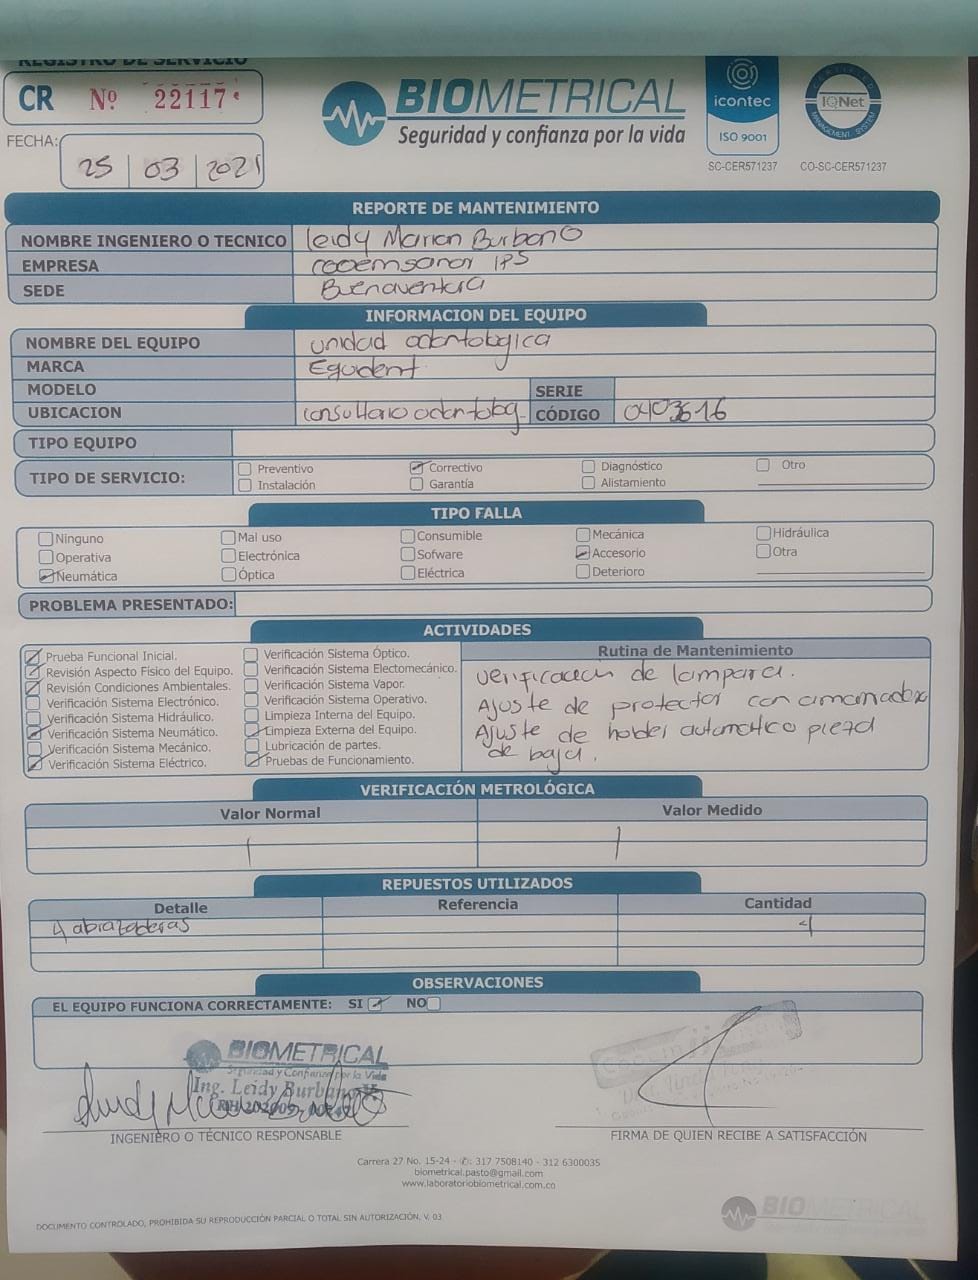 REGISTRO DE SERVICIO
CR Nº 22117
FECHA: 25 03 2021
BIOMETRICAL
Seguridad y confianza por la vida
icontec
ISO 9001
SC-CER571237
CERTIFIED
IQNet
MANAGEMENT SYSTEM
CO-SC-CER571237
REPORTE DE MANTENIMIENTO
NOMBRE INGENIERO O TECNICO Leidy Marian Burbano
EMPRESA cooemsanar IPS
SEDE Buenaventura
INFORMACION DEL EQUIPO
NOMBRE DEL EQUIPO unidad odontologica
MARCA Egudent
MODELO SERIE
UBICACION consultorio odontolog. CÓDIGO 0403616
TIPO EQUIPO
TIPO DE SERVICIO:
Preventivo Correctivo Diagnóstico Otro
Instalación Garantía Alistamiento
TIPO FALLA
Ninguno Mal uso Consumible Mecánica Hidráulica
Operativa Electrónica Sofware Accesorio Otra
Neumática Óptica Eléctrica Deterioro
PROBLEMA PRESENTADO:
ACTIVIDADES
Prueba Funcional Inicial.
Revisión Aspecto Físico del Equipo.
Revisión Condiciones Ambientales.
Verificación Sistema Electrónico.
Verificación Sistema Hidráulico.
Verificación Sistema Neumático.
Verificación Sistema Mecánico.
Verificación Sistema Eléctrico.
Verificación Sistema Óptico.
Verificación Sistema Electomecánico.
Verificación Sistema Vapor.
Verificación Sistema Operativo.
Limpieza Interna del Equipo.
Limpieza Externa del Equipo.
Lubricación de partes.
Pruebas de Funcionamiento.
Rutina de Mantenimiento
verificacion de lampara.
Ajuste de protector con amarradera
Ajuste de holder automatico pieza
de baja.
VERIFICACIÓN METROLÓGICA
Valor Normal Valor Medido
/ /
REPUESTOS UTILIZADOS
Detalle Referencia Cantidad
4 abrazaderas 4
OBSERVACIONES
EL EQUIPO FUNCIONA CORRECTAMENTE: SI NO
BIOMETRICAL
Seguridad y Confianza por la Vida
Ing. Leidy Burbano
INGENIERO O TÉCNICO RESPONSABLE
FIRMA DE QUIEN RECIBE A SATISFACCIÓN
Carrera 27 No. 15-24 - ✆: 317 7508140 - 312 6300035
biometrical.pasto@gmail.com
www.laboratoriobiometrical.com.co
DOCUMENTO CONTROLADO, PROHIBIDA SU REPRODUCCIÓN PARCIAL O TOTAL SIN AUTORIZACIÓN, V. 03
BIOMETRICAL